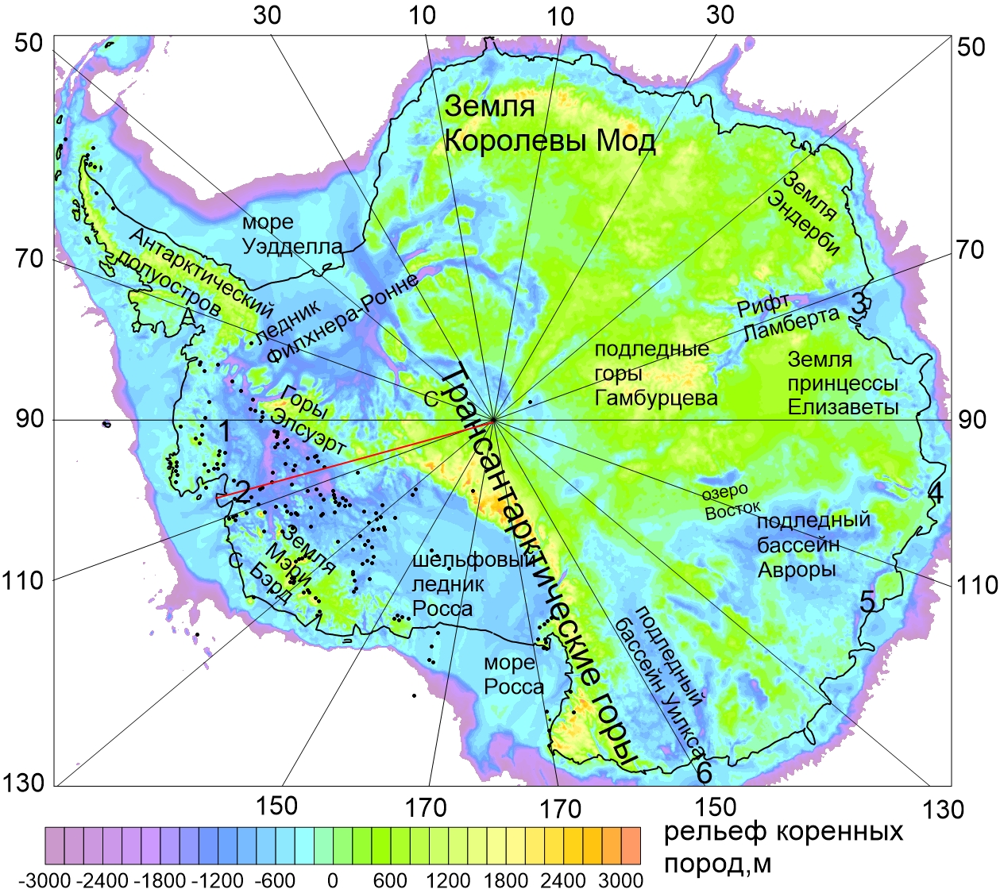 30
10
10
30
50
50
Земля
Королевы Мод
Земля
Эндерби
море
Уэдделла
70
70
Антарктический
полуостров
А
ледник
Филхнера-Ронне
Рифт
Ламберта
3
подледные
горы
Гамбурцева
Земля
принцессы
Елизаветы
Горы
Элсуэрт
С
Трансантарктические горы
90
90
1
2
озеро
Восток
4
подледный
бассейн
Авроры
Земля
Мэри
Бэрд
С
шельфовый
ледник
Росса
110
110
5
подледный
бассейн Уилкса
море
Росса
6
130
150
170
170
150
130
рельеф коренных
пород,м
-3000 -2400 -1800 -1200 -600 0 600 1200 1800 2400 3000